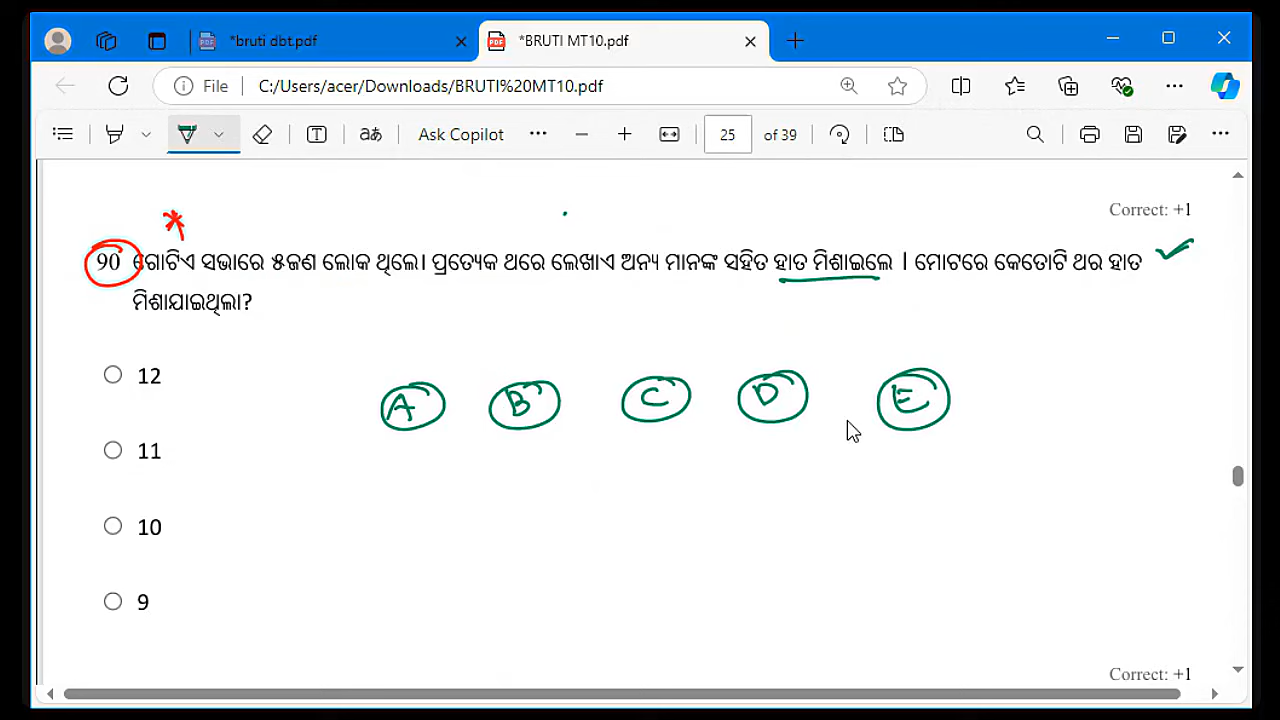 *bruti dbt.pdf
*BRUTI MT10.pdf
File
C:/Users/acer/Downloads/BRUTI%20MT10.pdf
aあ
Ask Copilot
25
of 39
Correct: +1
90 ଗୋଟିଏ ସଭାରେ ୫ଜଣ ଲୋକ ଥିଲେ। ପ୍ରତ୍ୟେକ ଥରେ ଲେଖାଏ ଅନ୍ୟ ମାନଙ୍କ ସହିତ ହାତ ମିଶାଇଲେ । ମୋଟରେ କେତୋଟି ଥର ହାତ
ମିଶାଯାଇଥିଲା?
12
A B C D E
11
10
9
Correct: +1